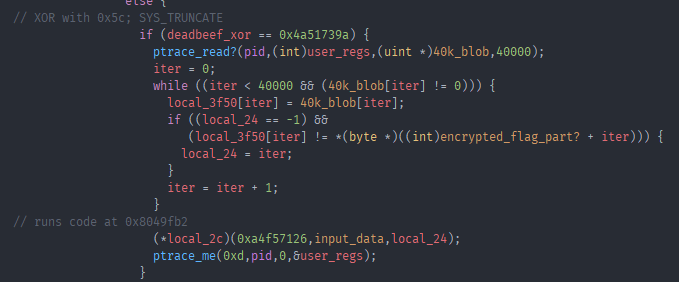 else {
// XOR with 0x5c; SYS_TRUNCATE
if (deadbeef_xor == 0x4a51739a) {
ptrace_read?(pid,(int)user_regs,(uint *)40k_blob,40000);
iter = 0;
while ((iter < 40000 && (40k_blob[iter] != 0))) {
local_3f50[iter] = 40k_blob[iter];
if ((local_24 == -1) &&
(local_3f50[iter] != *(byte *)((int)encrypted_flag_part? + iter))) {
local_24 = iter;
}
iter = iter + 1;
}
// runs code at 0x8049fb2
(*local_2c)(0xa4f57126,input_data,local_24);
ptrace_me(0xd,pid,0,&user_regs);
}